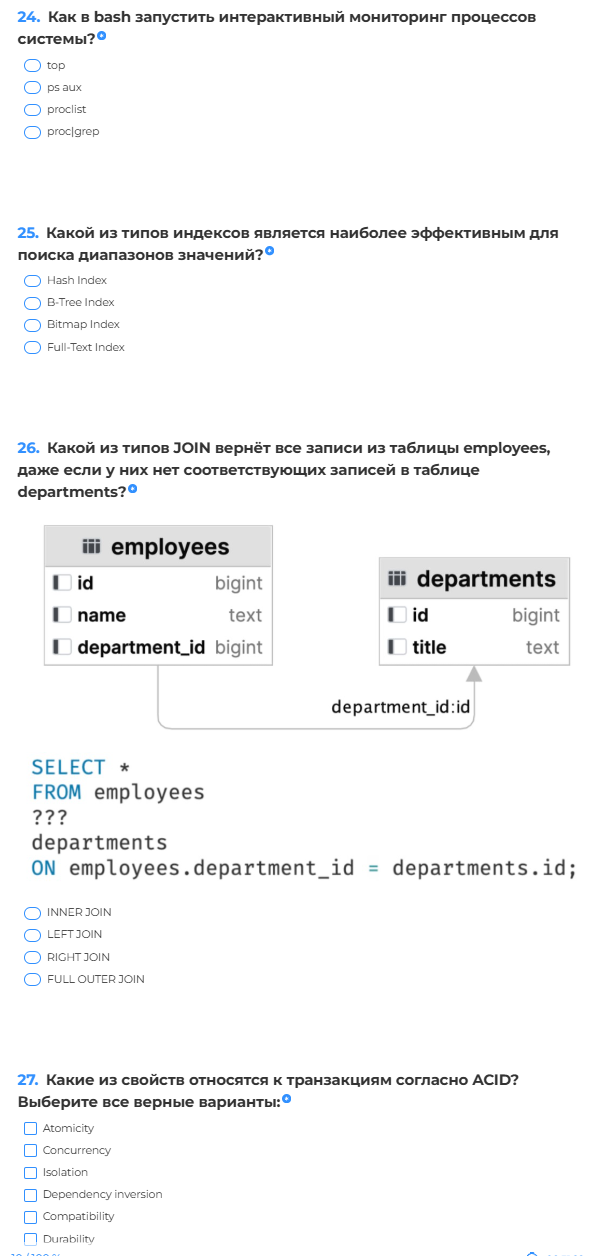 24. Как в bash запустить интерактивный мониторинг процессов
системы?
top
ps aux
proclist
proc|grep
25. Какой из типов индексов является наиболее эффективным для
поиска диапазонов значений?
Hash Index
B-Tree Index
Bitmap Index
Full-Text Index
26. Какой из типов JOIN вернёт все записи из таблицы employees,
даже если у них нет соответствующих записей в таблице
departments?
employees
id bigint
name text
department_id bigint
departments
id bigint
title text
department_id:id
SELECT *
FROM employees
???
departments
ON employees.department_id = departments.id;
INNER JOIN
LEFT JOIN
RIGHT JOIN
FULL OUTER JOIN
27. Какие из свойств относятся к транзакциям согласно ACID?
Выберите все верные варианты:
Atomicity
Concurrency
Isolation
Dependency inversion
Compatibility
Durability